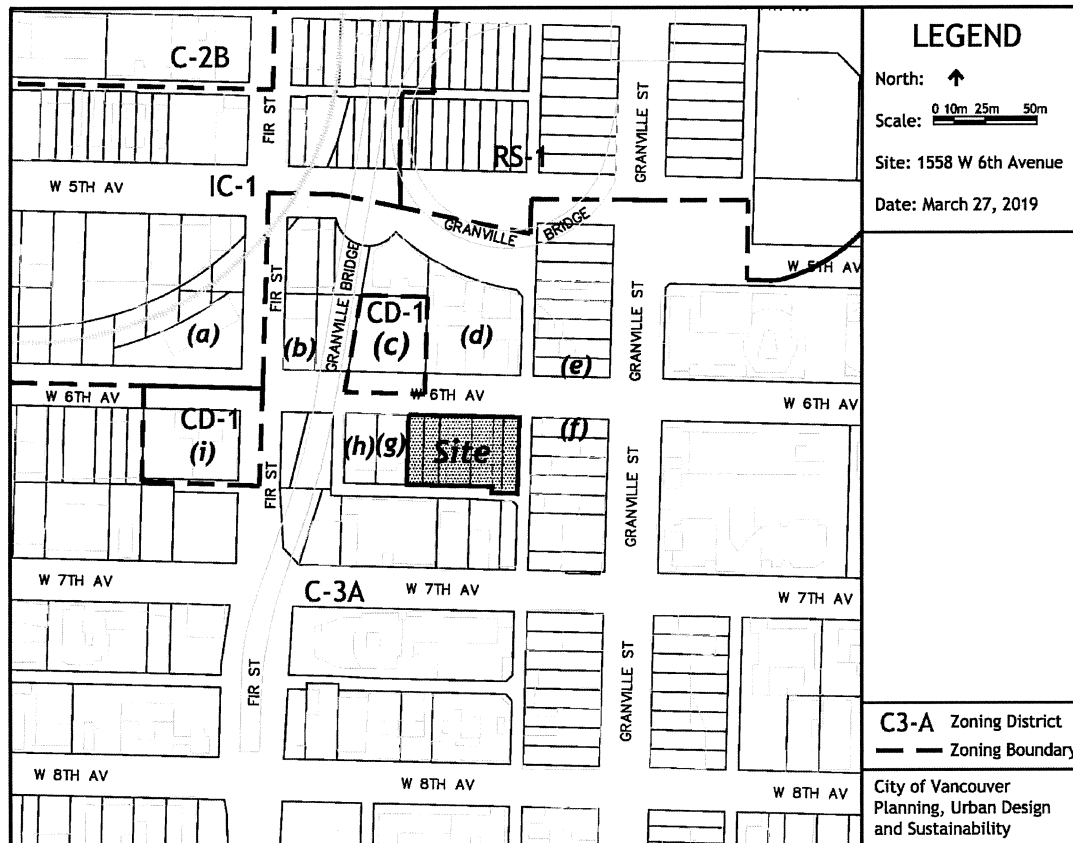 C-2B
FIR ST
GRANVILLE ST
RS-1
W 5TH AV
IC-1
GRANVILLE
BRIDGE
W 5TH AV
FIR ST
GRANVILLE BRIDGE
GRANVILLE ST
CD-1
(a)
(b)
(c)
(d)
(e)
W 6TH AV
W 6TH AV
W 6TH AV
CD-1
(i)
(h)
(g)
Site
(f)
FIR ST
GRANVILLE ST
W 7TH AV
C-3A
W 7TH AV
W 7TH AV
FIR ST
GRANVILLE ST
W 8TH AV
W 8TH AV
W 8TH AV
LEGEND
North:
Scale: 0 10m 25m 50m
Site: 1558 W 6th Avenue
Date: March 27, 2019
C3-A Zoning District
Zoning Boundary
City of Vancouver
Planning, Urban Design
and Sustainability